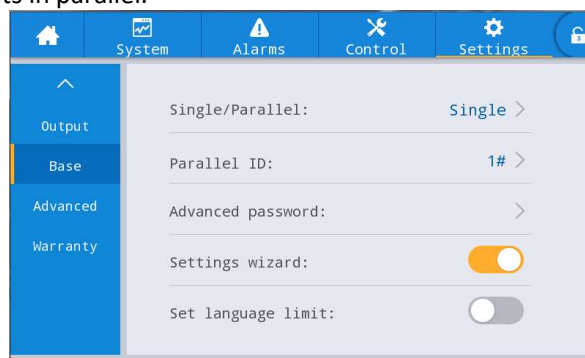 ts in parallel.
System Alarms Control Settings
Output
Base
Advanced
Warranty
Single/Parallel: Single >
Parallel ID: 1# >
Advanced password: >
Settings wizard:
Set language limit: